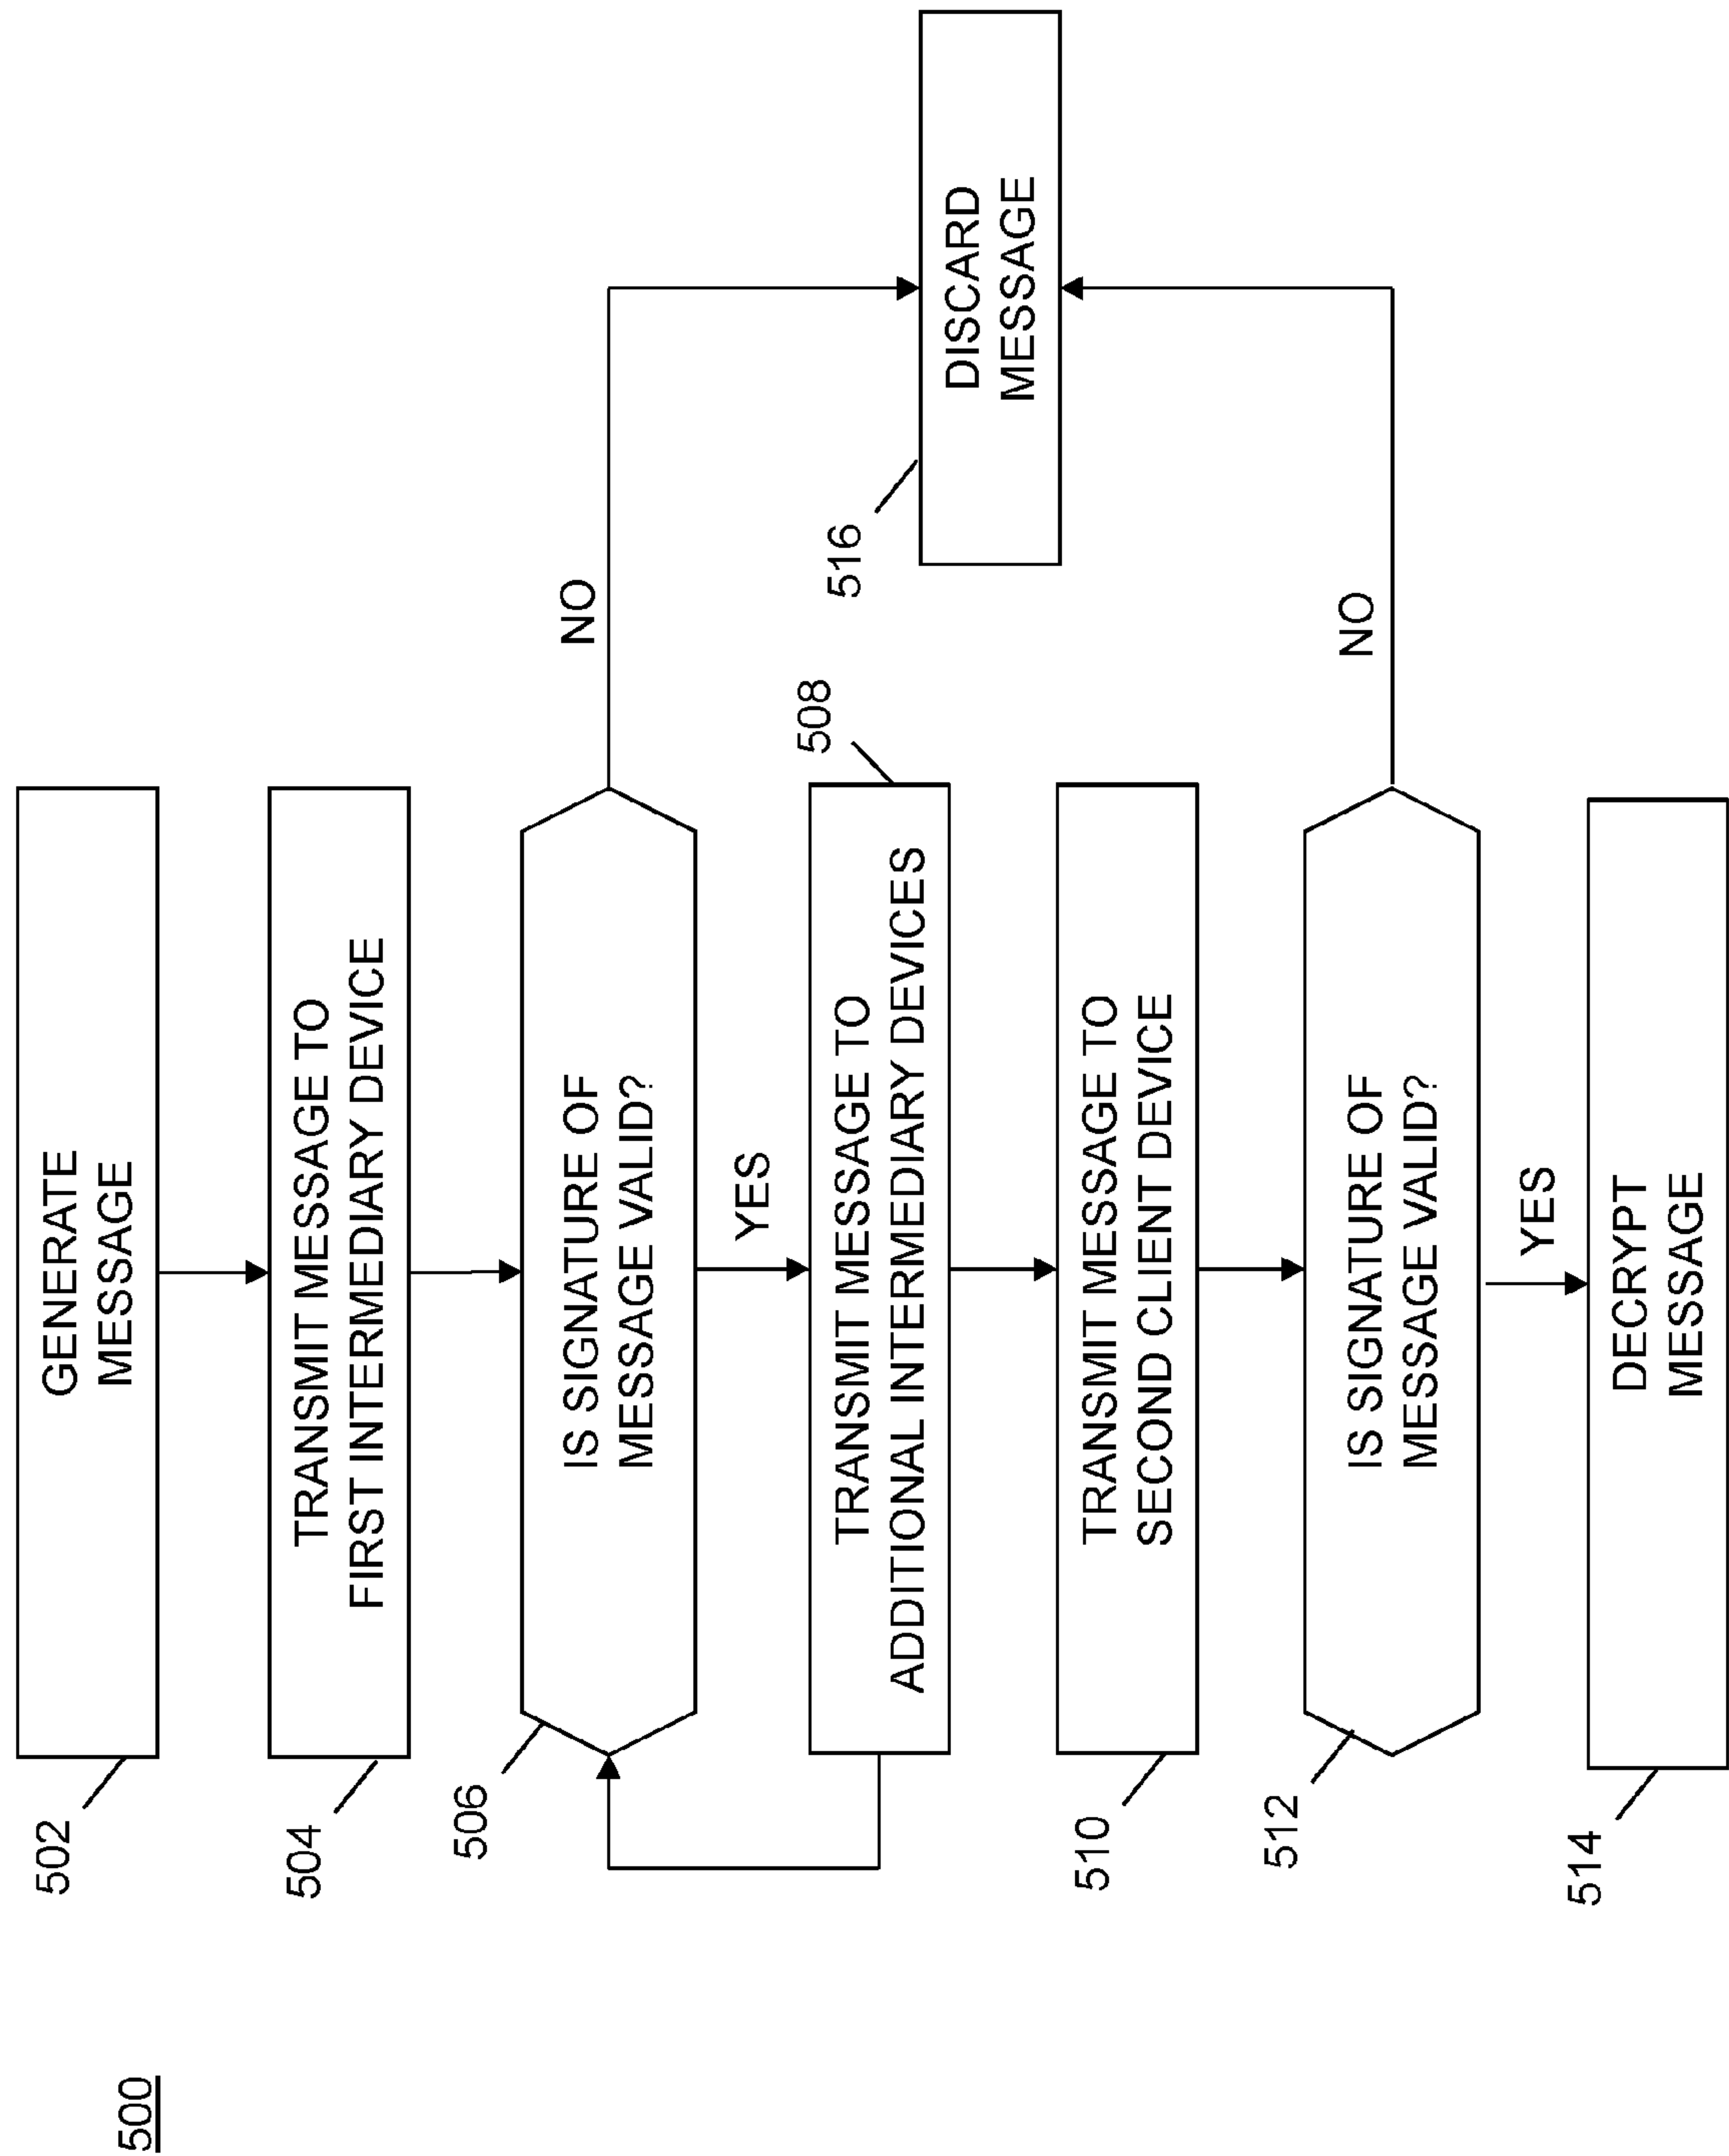 500
502
GENERATE
MESSAGE
504
TRANSMIT MESSAGE TO
FIRST INTERMEDIARY DEVICE
506
IS SIGNATURE OF
MESSAGE VALID?
NO
YES
508
TRANSMIT MESSAGE TO
ADDITIONAL INTERMEDIARY DEVICES
516
DISCARD
MESSAGE
510
TRANSMIT MESSAGE TO
SECOND CLIENT DEVICE
512
IS SIGNATURE OF
MESSAGE VALID?
NO
YES
514
DECRYPT
MESSAGE